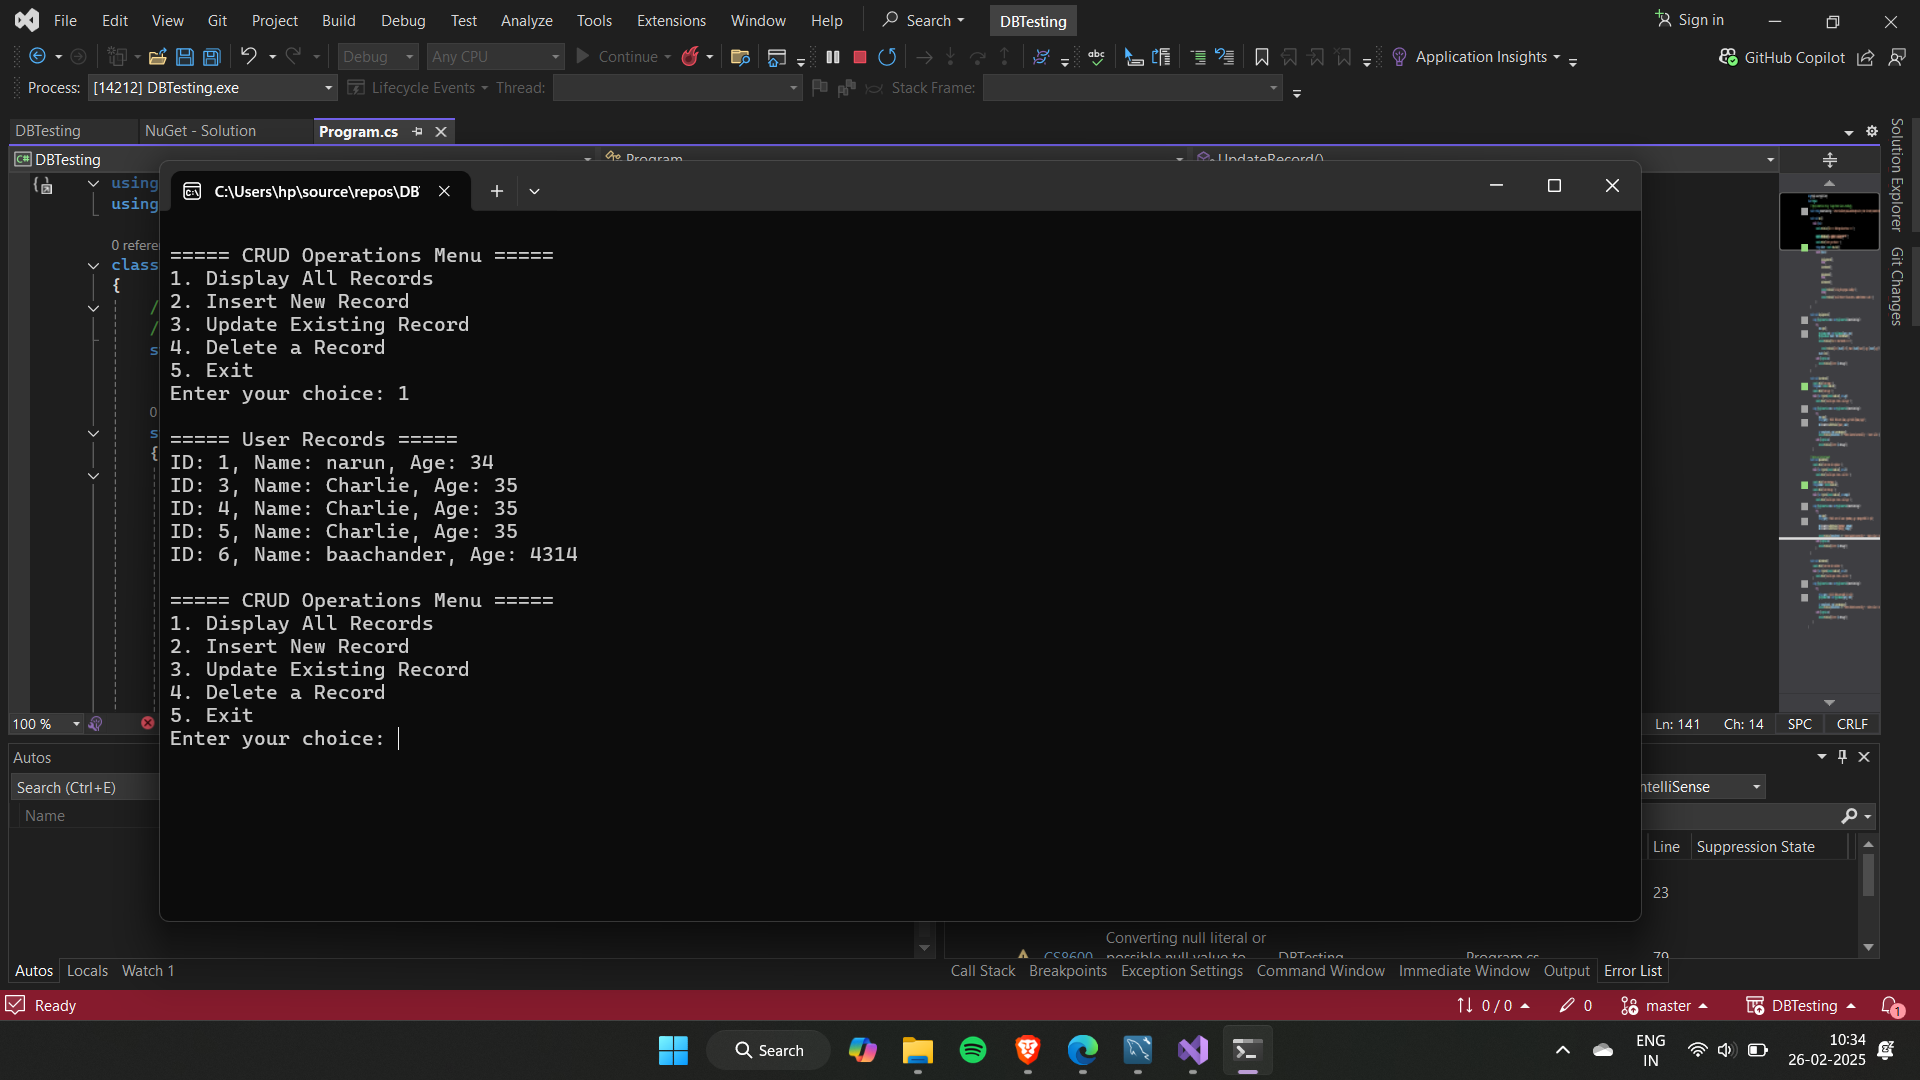 File Edit View Git Project Build Debug Test Analyze Tools Extensions Window Help Search DBTesting Sign in
Debug Any CPU Continue abc Application Insights GitHub Copilot
Process: [14212] DBTesting.exe Lifecycle Events Thread: Stack Frame:
DBTesting NuGet - Solution Program.cs
C# DBTesting Program UpdateRecord()
using
using
0 refere
class
{
C:\Users\hp\source\repos\DB
===== CRUD Operations Menu =====
1. Display All Records
2. Insert New Record
3. Update Existing Record
4. Delete a Record
5. Exit
Enter your choice: 1
===== User Records =====
ID: 1, Name: narun, Age: 34
ID: 3, Name: Charlie, Age: 35
ID: 4, Name: Charlie, Age: 35
ID: 5, Name: Charlie, Age: 35
ID: 6, Name: baachander, Age: 4314
===== CRUD Operations Menu =====
1. Display All Records
2. Insert New Record
3. Update Existing Record
4. Delete a Record
5. Exit
Enter your choice:
Solution Explorer
Git Changes
100 % Ln: 141 Ch: 14 SPC CRLF
Autos
Search (Ctrl+E) ntelliSense
Name Line Suppression State
23
Converting null literal or
CS8600 possible null value to DBTesting Program.cs 79
Autos Locals Watch 1 Call Stack Breakpoints Exception Settings Command Window Immediate Window Output Error List
Ready 0 / 0 0 master DBTesting 1
Search ENG IN 10:34
26-02-2025